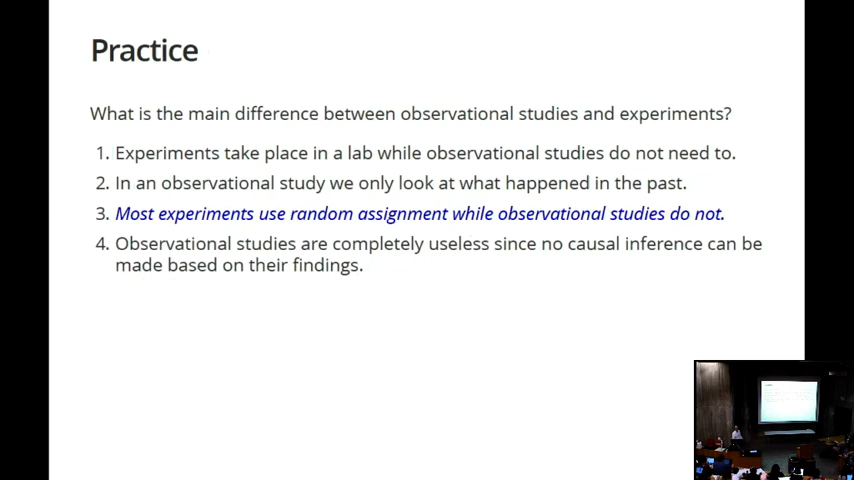 Practice
What is the main difference between observational studies and experiments?
1. Experiments take place in a lab while observational studies do not need to.
2. In an observational study we only look at what happened in the past.
3. Most experiments use random assignment while observational studies do not.
4. Observational studies are completely useless since no causal inference can be
made based on their findings.